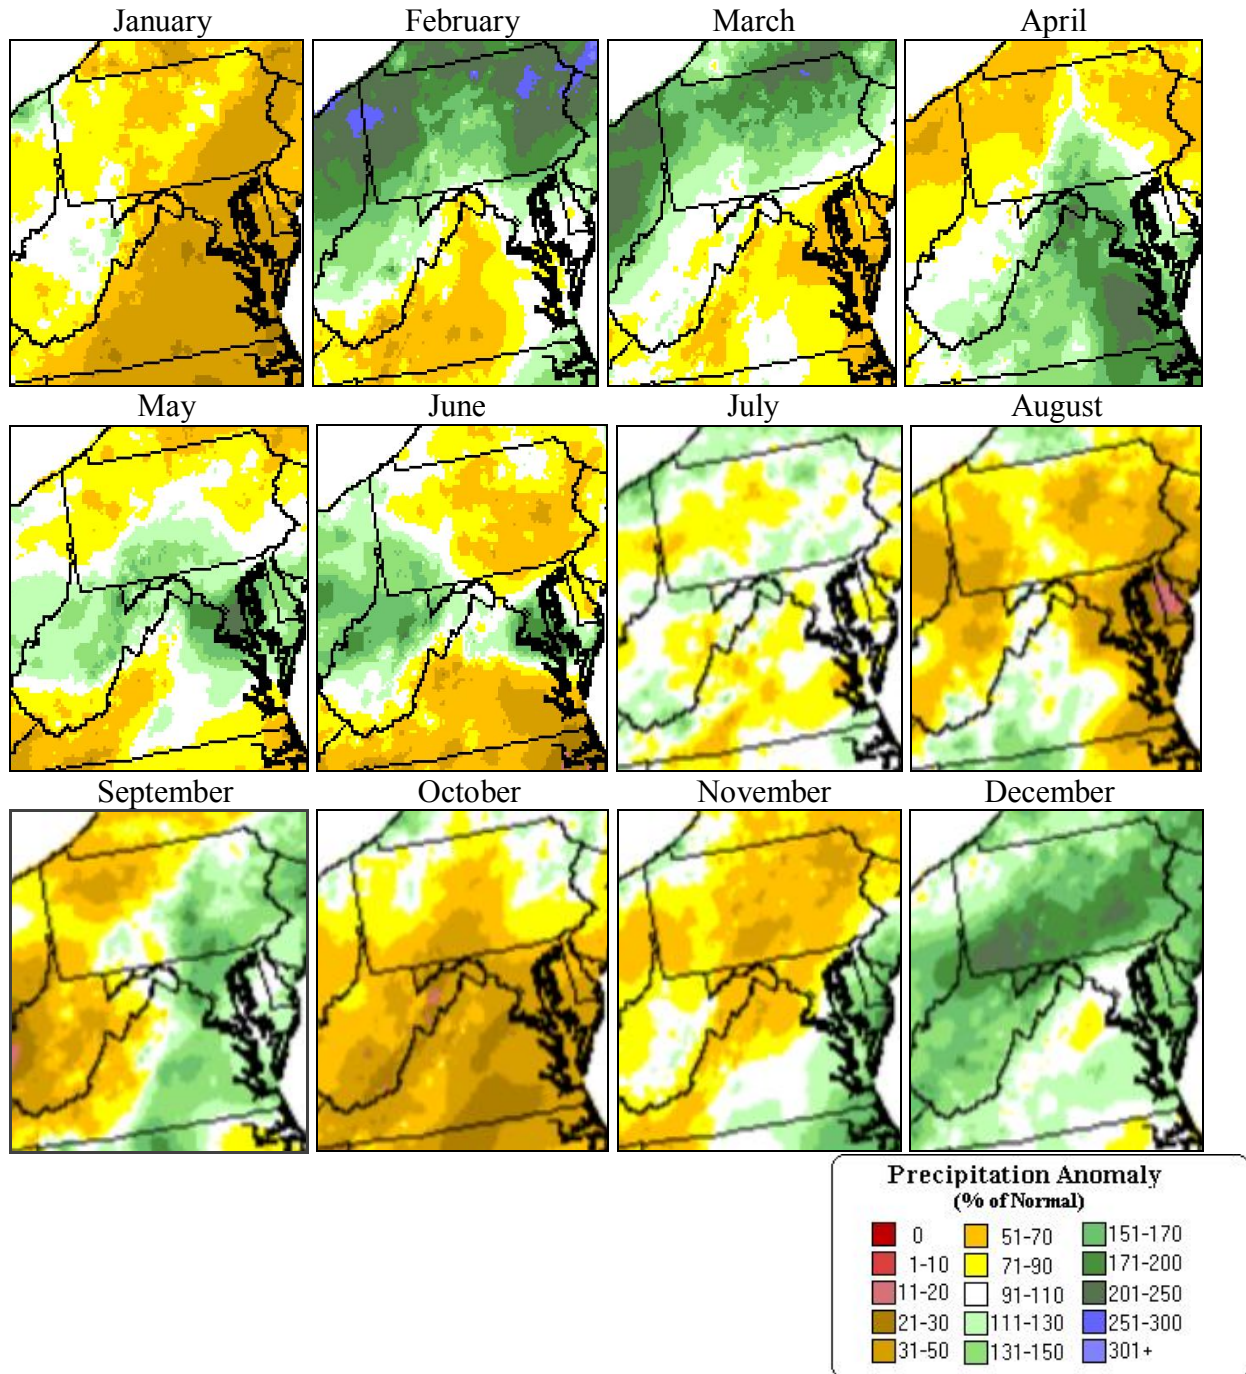 January February March April
May June July August
September October November December
Precipitation Anomaly
(% of Normal)
0 51-70 151-170
1-10 71-90 171-200
11-20 91-110 201-250
21-30 111-130 251-300
31-50 131-150 301+